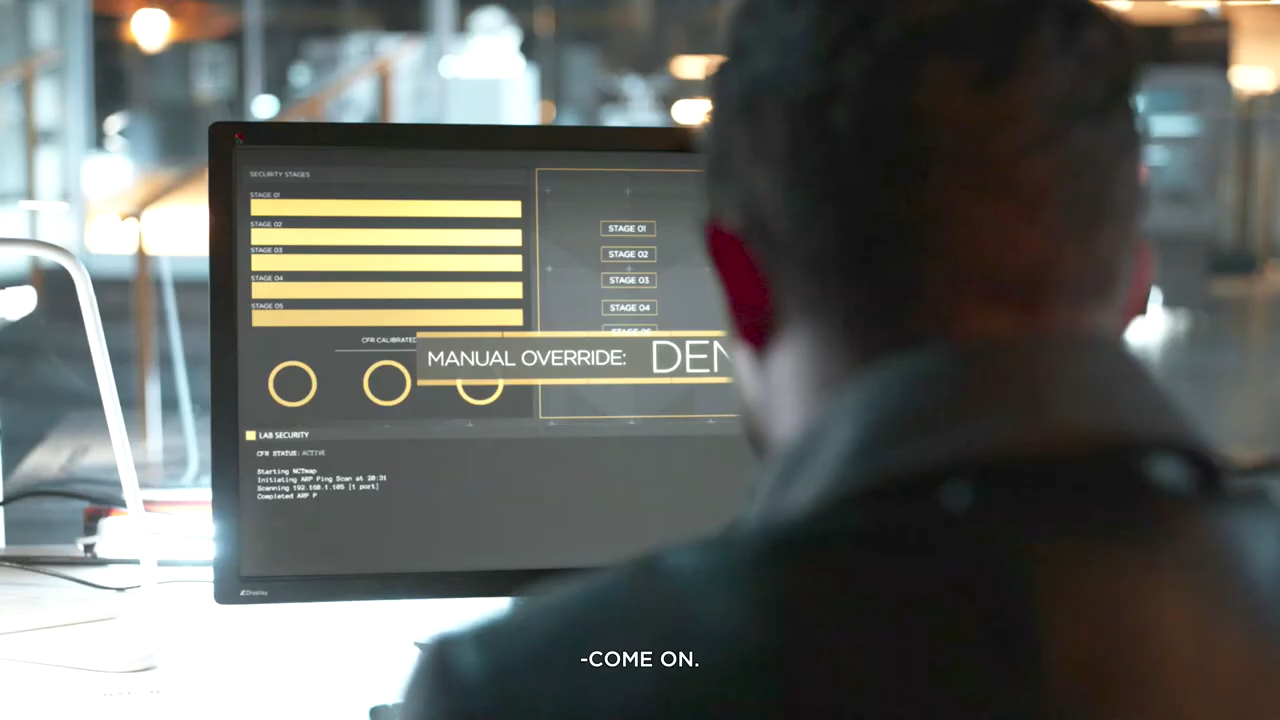 SECURITY STAGES
STAGE 01
STAGE 02
STAGE 03
STAGE 04
STAGE 05
STAGE 01
STAGE 02
STAGE 03
STAGE 04
CFR CALIBRATED
MANUAL OVERRIDE: DEN
LAB SECURITY
CFR STATUS: ACTIVE
Starting NCTmap
Initiating ARP Ping Scan at 20:31
Scanning 192.168.1.105 [1 port]
Completed ARP P
ZDisplay
-COME ON.